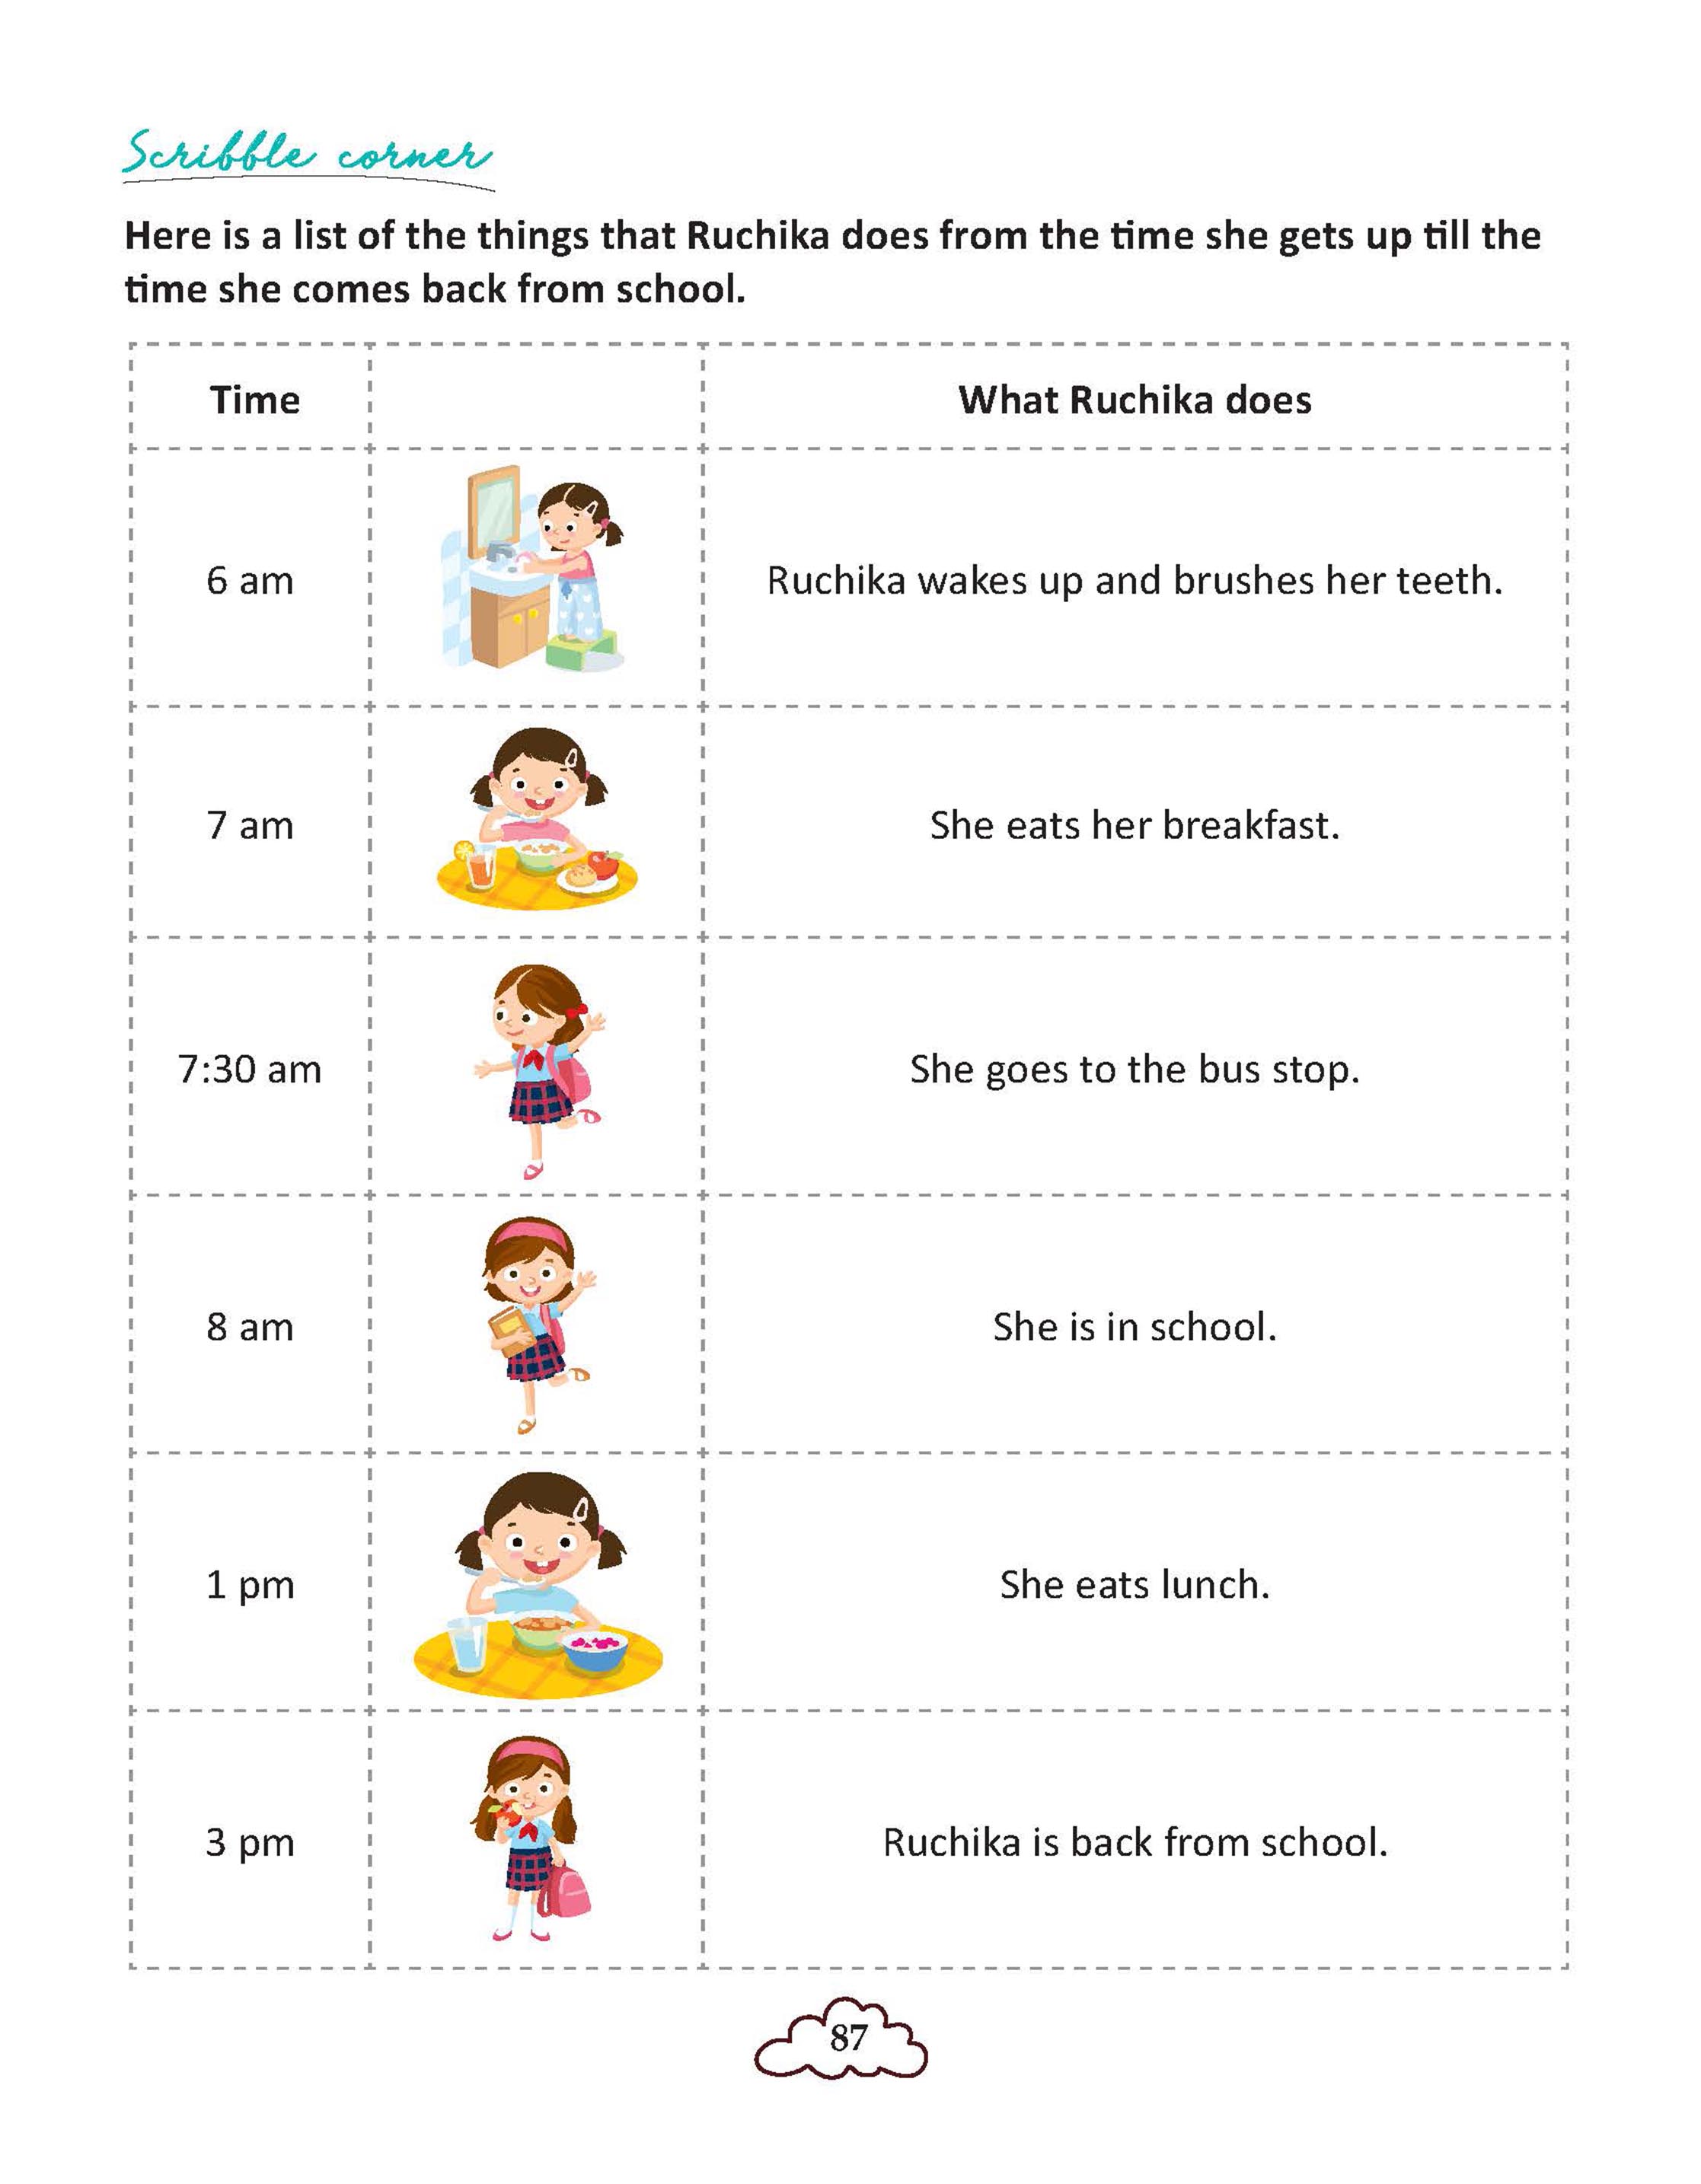 Scribble corner
Here is a list of the things that Ruchika does from the time she gets up till the
time she comes back from school.
Time What Ruchika does
6 am Ruchika wakes up and brushes her teeth.
7 am She eats her breakfast.
7:30 am She goes to the bus stop.
8 am She is in school.
1 pm She eats lunch.
3 pm Ruchika is back from school.
87